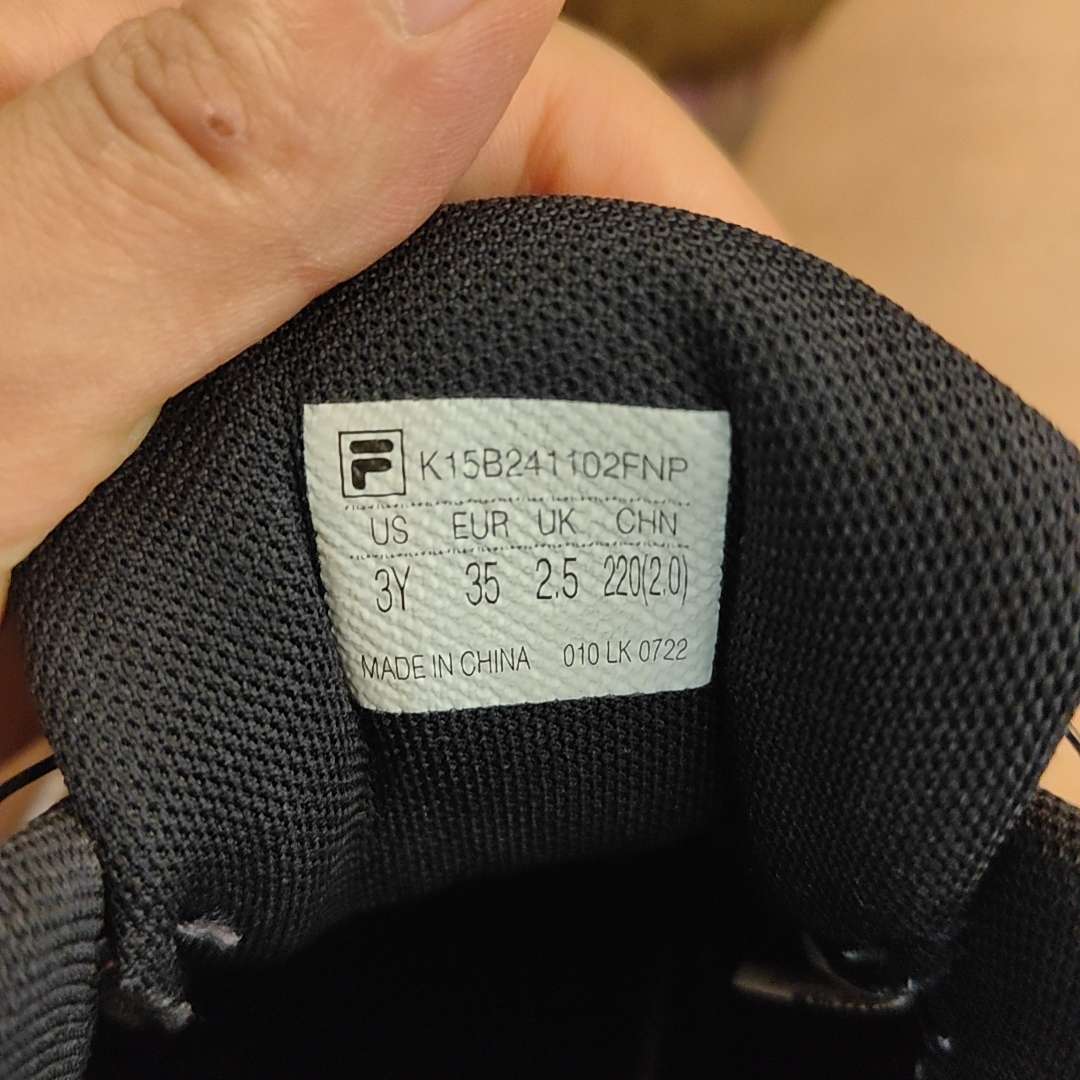 F K15B241102FNP
US EUR UK CHN
3Y 35 2.5 220(2.0)
MADE IN CHINA 010 LK 0722